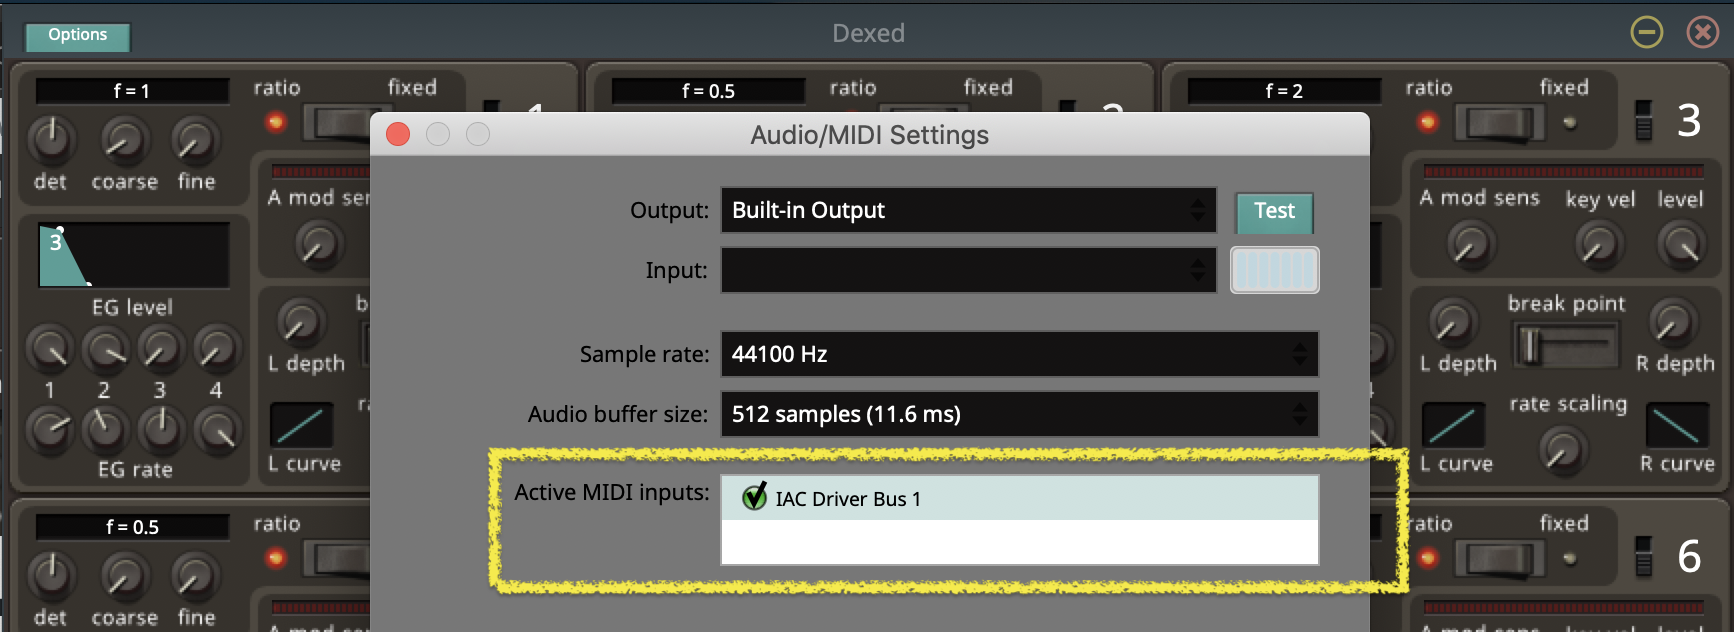 Options
Dexed
f = 1
ratio
fixed
f = 0.5
ratio
fixed
f = 2
ratio
fixed
3
det
coarse
fine
Audio/MIDI Settings
Output:
Built-in Output
Test
Input:
Sample rate:
44100 Hz
Audio buffer size:
512 samples (11.6 ms)
Active MIDI inputs:
IAC Driver Bus 1
3
EG level
1
2
3
4
EG rate
L depth
L curve
A mod sens
key vel
level
break point
L depth
R depth
rate scaling
L curve
R curve
f = 0.5
ratio
det
coarse
fine
fixed
6